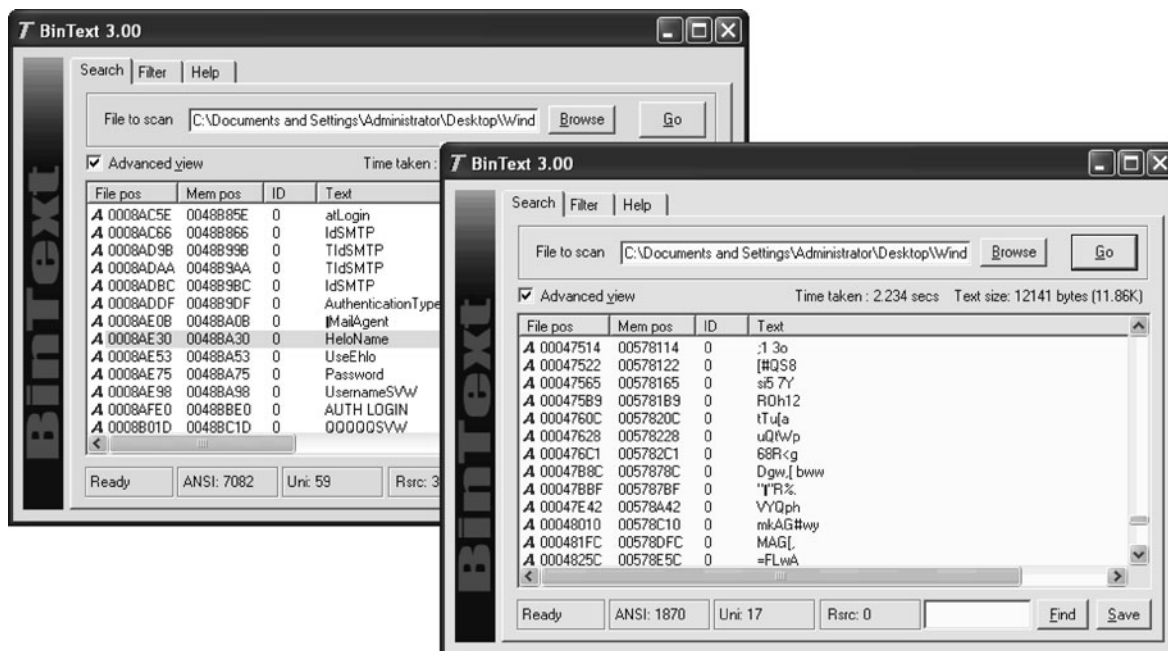 BinText 3.00
Search Filter Help
File to scan C:\Documents and Settings\Administrator\Desktop\Wind Browse Go
Advanced view Time taken :
File pos Mem pos ID Text
A 0008AC5E 0048B85E 0 atLogin
A 0008AC66 0048B866 0 IdSMTP
A 0008AD9B 0048B99B 0 TIdSMTP
A 0008ADAA 0048B9AA 0 TIdSMTP
A 0008ADBC 0048B9BC 0 IdSMTP
A 0008ADDF 0048B9DF 0 AuthenticationType
A 0008AE0B 0048BA0B 0 MailAgent
A 0008AE30 0048BA30 0 HeloName
A 0008AE53 0048BA53 0 UseEhlo
A 0008AE75 0048BA75 0 Password
A 0008AE98 0048BA98 0 UsernameSVW
A 0008AFE0 0048BBE0 0 AUTH LOGIN
A 0008B01D 0048BC1D 0 QQQQQSVW
Ready ANSI: 7082 Uni: 59 Rsrc: 3
BinText
BinText 3.00
Search Filter Help
File to scan C:\Documents and Settings\Administrator\Desktop\Wind Browse Go
Advanced view Time taken : 2.234 secs Text size: 12141 bytes (11.86K)
File pos Mem pos ID Text
A 00047514 00578114 0 ;1 3o
A 00047522 00578122 0 [#QS8
A 00047565 00578165 0 si5 7Y
A 000475B9 005781B9 0 ROh12
A 0004760C 0057820C 0 tTu[a
A 00047628 00578228 0 uQtWp
A 000476C1 005782C1 0 68R<g
A 00047B8C 0057878C 0 Dgw,[ bww
A 00047BBF 005787BF 0
A 00047E42 00578A42 0 VYQph
A 00048010 00578C10 0 mkAG#wy
A 000481FC 00578DFC 0 MAG[,
A 0004825C 00578E5C 0 =FLwA
Ready ANSI: 1870 Uni: 17 Rsrc: 0 Find Save
BinText